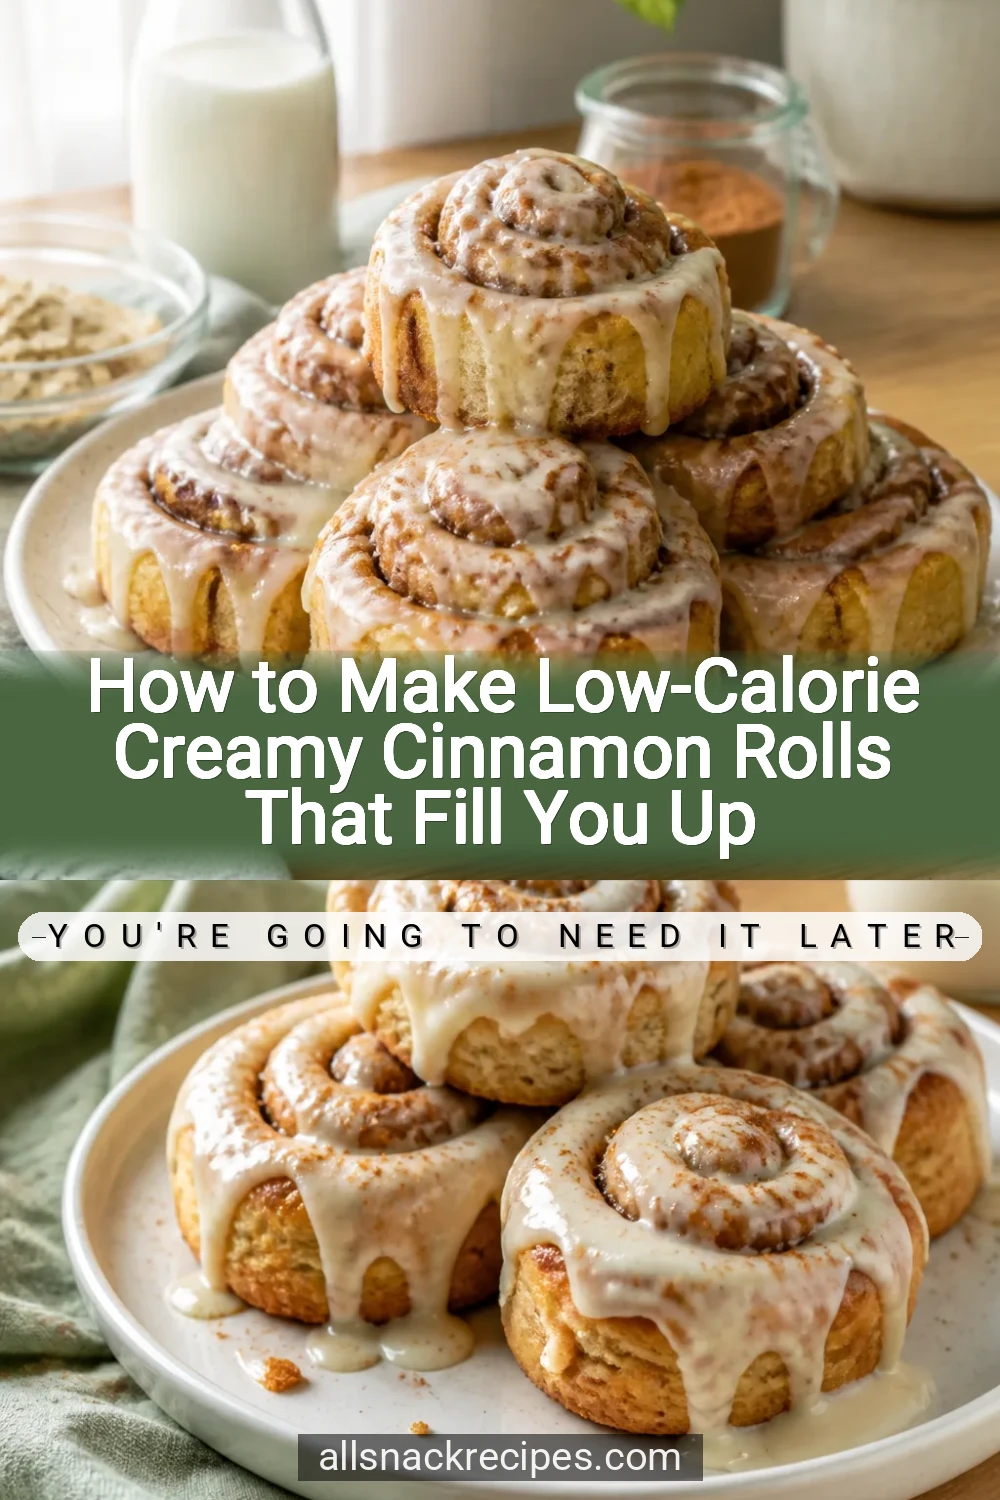 How to Make Low-Calorie
Creamy Cinnamon Rolls
That Fill You Up
–YOU'RE GOING TO NEED IT LATER–
allsnackrecipes.com